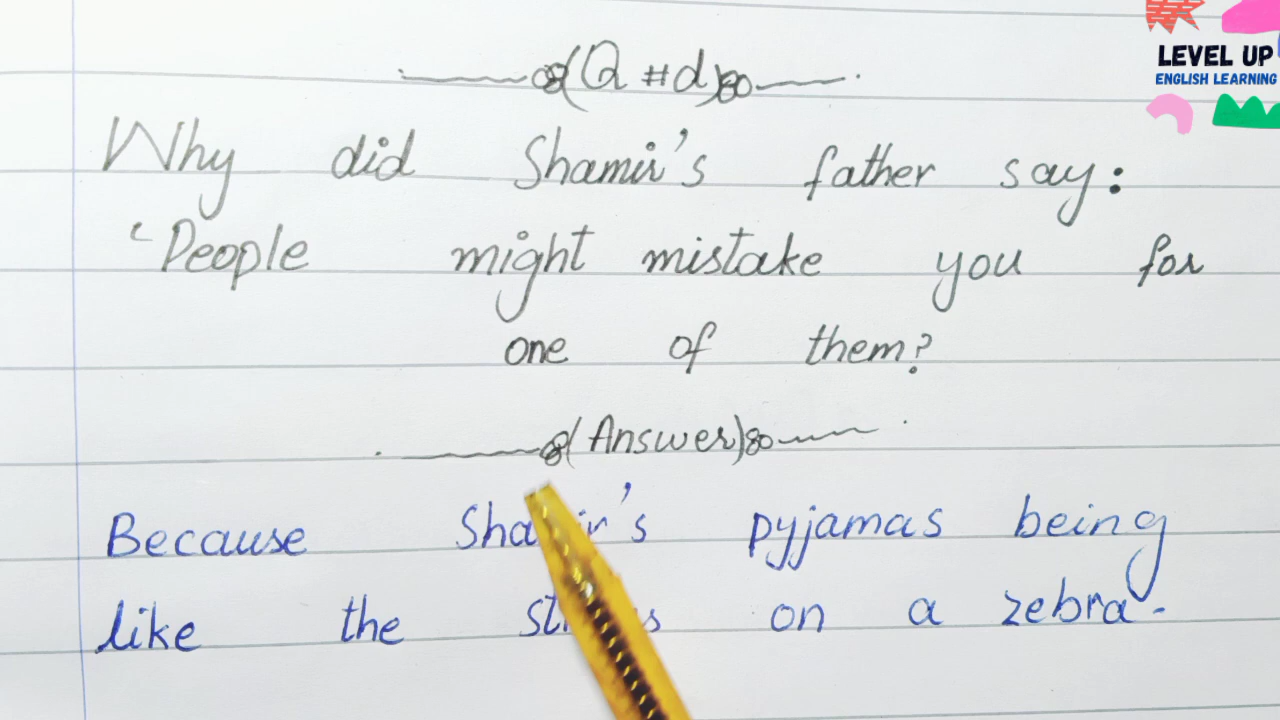 (Q #d)
Why did Shamir's father say:
'People might mistake you for
one of them?
(Answer)
Because 's pyjamas being
like the on a zebra.
LEVEL UP
ENGLISH LEARNING